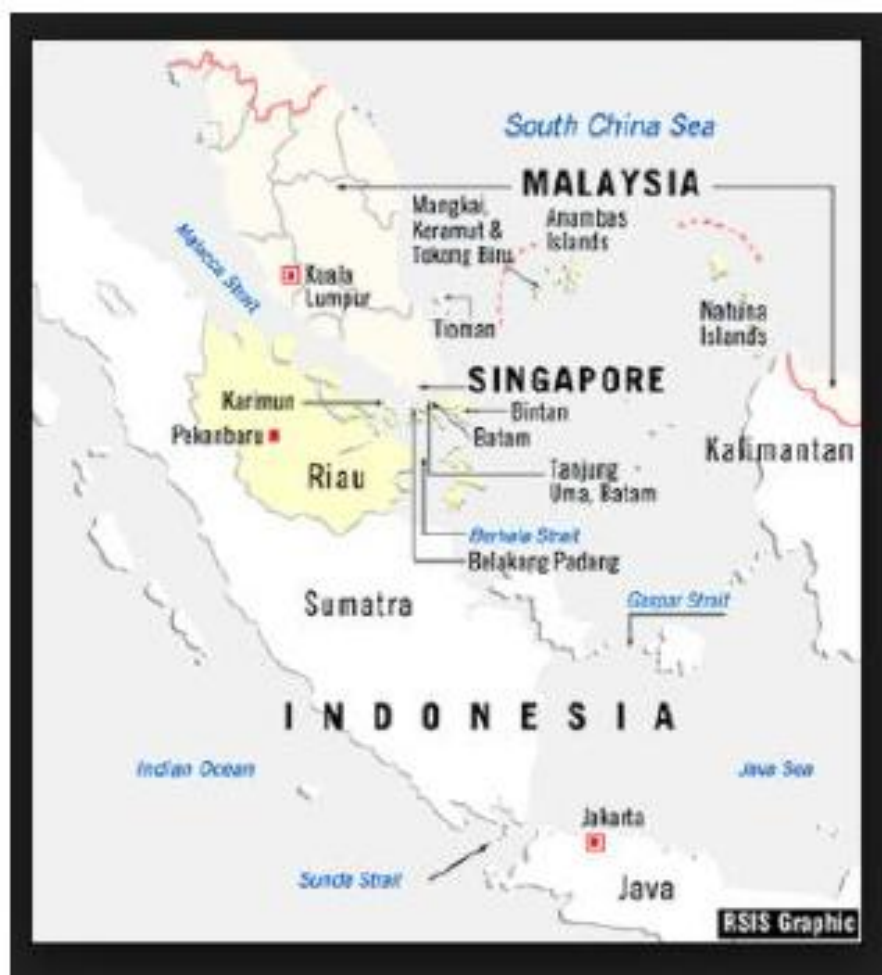 South China Sea
MALAYSIA
Mangkai,
Keramut &
Tokong Biru
Anambas
Islands
Malacca Strait
Kuala
Lumpur
Tioman
Natuna
Islands
SINGAPORE
Karimun
Bintan
Batam
Pakanbaru
Kalimantan
Riau
Tanjung
Uma, Batam
Berhala Strait
Belakang Padang
Sumatra
Gaspar Strait
INDONESIA
Indian Ocean
Java Sea
Jakarta
Sunda Strait
Java
RSIS Graphic